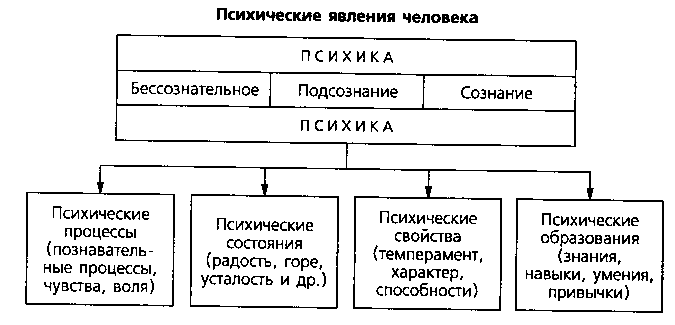 Психические явления человека
ПСИХИКА
Бессознательное Подсознание Сознание
ПСИХИКА
Психические
процессы
(познаватель-
ные процессы,
чувства, воля)
Психические
состояния
(радость, горе,
усталость и др.)
Психические
свойства
(темперамент,
характер,
способности)
Психические
образования
(знания,
навыки, умения,
привычки)